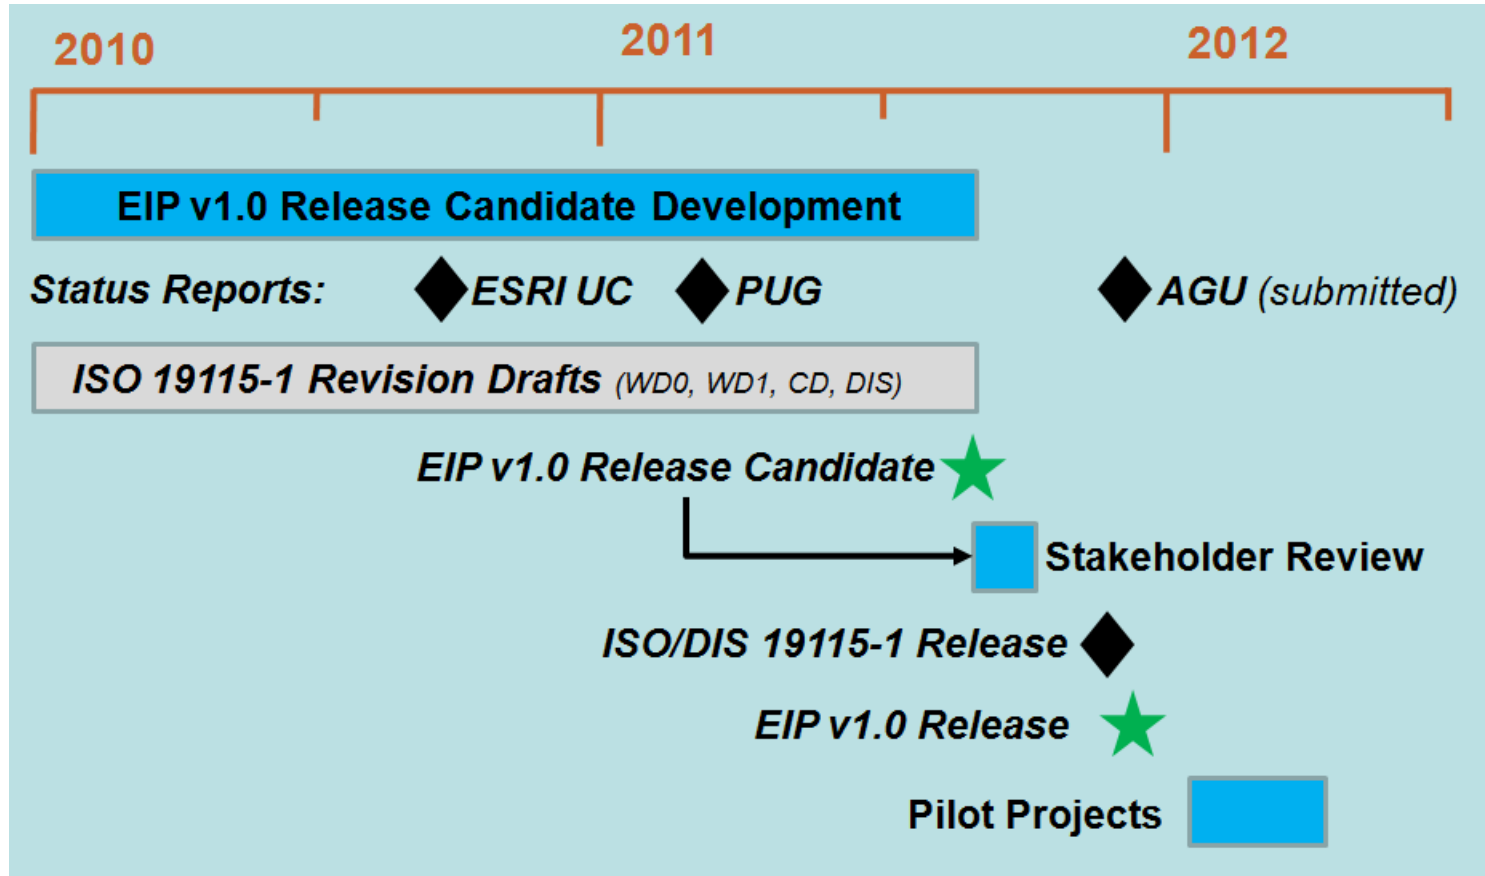 2010 2011 2012
EIP v1.0 Release Candidate Development
Status Reports: ESRI UC PUG AGU (submitted)
ISO 19115-1 Revision Drafts (WD0, WD1, CD, DIS)
EIP v1.0 Release Candidate
Stakeholder Review
ISO/DIS 19115-1 Release
EIP v1.0 Release
Pilot Projects